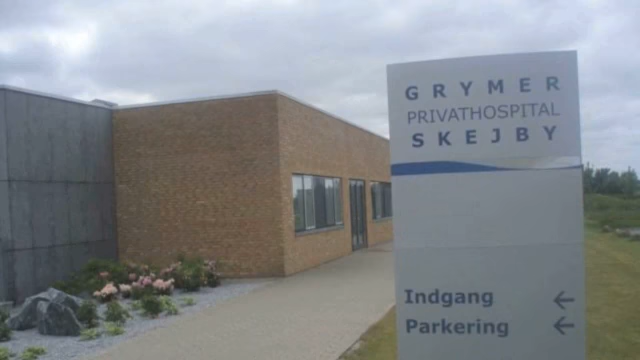 GRYMER
PRIVATHOSPITAL
SKEJBY
Indgang ←
Parkering ←